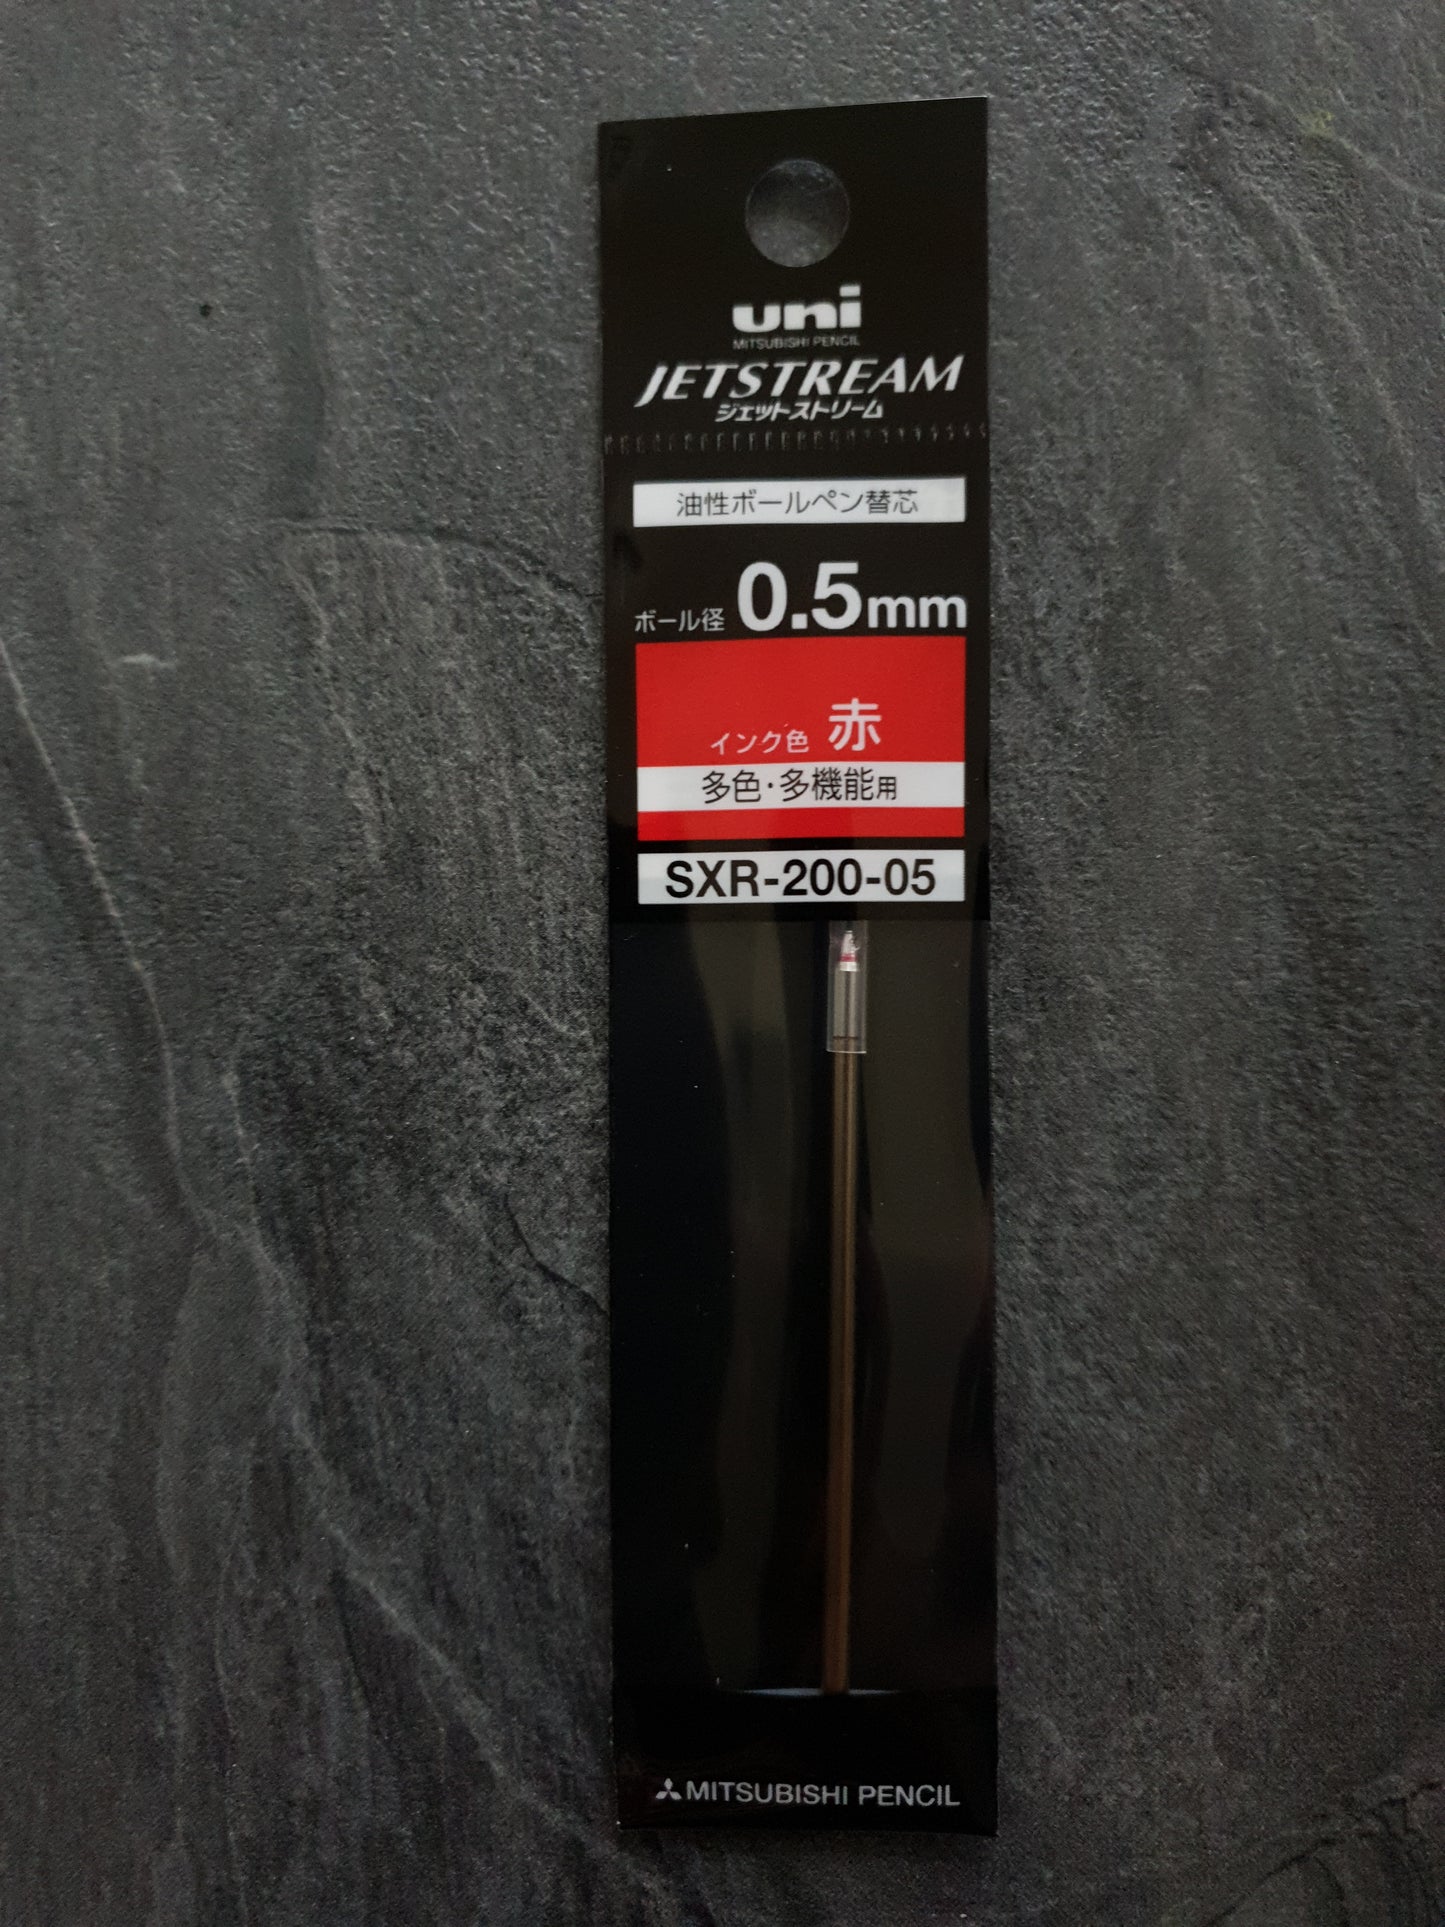 uni
MITSUBISHI PENCIL
JETSTREAM
ジェットストリーム
油性ボールペン替芯
ボール径 0.5mm
インク色 赤
多色・多機能用
SXR-200-05
MITSUBISHI PENCIL